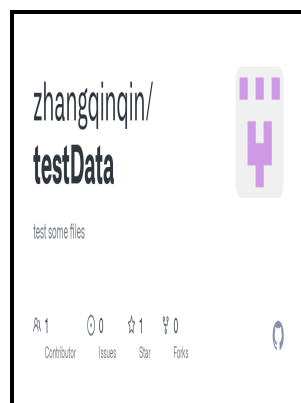 zhangqinqin/
testData
test some files
1 0 1 0
Contributor Issues Star Forks